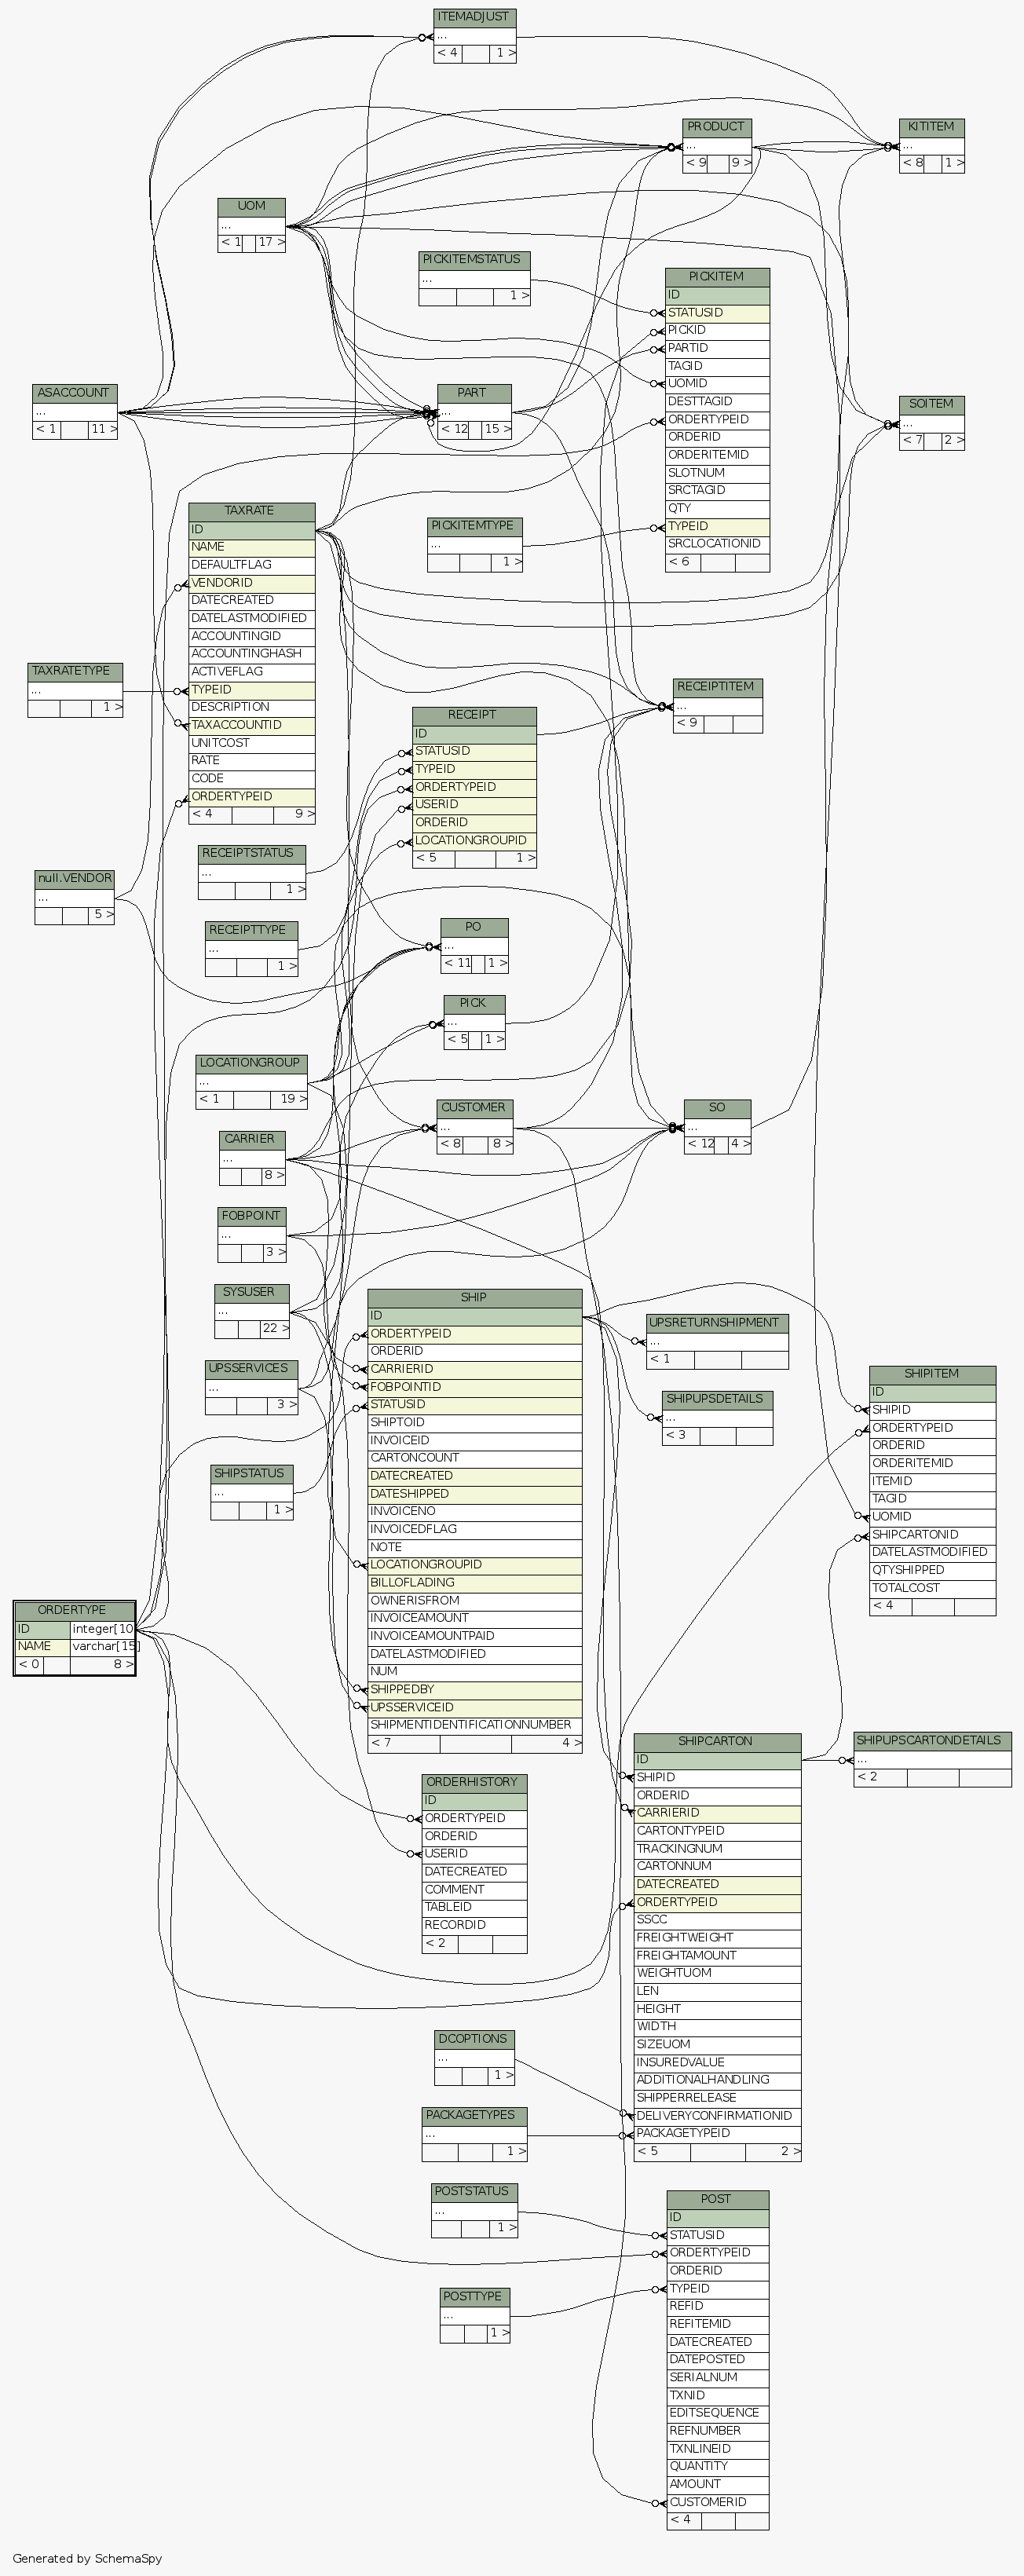 ITEMADJUST
...
< 4 1 >
PRODUCT
...
< 9 9 >
KITITEM
...
< 8 1 >
UOM
...
< 1 17 >
PICKITEMSTATUS
...
1 >
PICKITEM
ID
STATUSID
PICKID
PARTID
TAGID
UOMID
DESTTAGID
ORDERTYPEID
ORDERID
ORDERITEMID
SLOTNUM
SRCTAGID
QTY
TYPEID
SRCLOCATIONID
< 6
ASACCOUNT
...
< 1 11 >
PART
...
< 12 15 >
SOITEM
...
< 7 2 >
TAXRATE
ID
NAME
DEFAULTFLAG
VENDORID
DATECREATED
DATELASTMODIFIED
ACCOUNTINGID
ACCOUNTINGHASH
ACTIVEFLAG
TYPEID
DESCRIPTION
TAXACCOUNTID
UNITCOST
RATE
CODE
ORDERTYPEID
< 4 9 >
PICKITEMTYPE
...
1 >
TAXRATETYPE
...
1 >
RECEIPTITEM
...
< 9
RECEIPT
ID
STATUSID
TYPEID
ORDERTYPEID
USERID
ORDERID
LOCATIONGROUPID
< 5 1 >
RECEIPTSTATUS
...
1 >
null.VENDOR
...
5 >
RECEIPTTYPE
...
1 >
PO
...
< 11 1 >
PICK
...
< 5 1 >
LOCATIONGROUP
...
< 1 19 >
CUSTOMER
...
< 8 8 >
SO
...
< 12 4 >
CARRIER
...
8 >
FOBPOINT
...
3 >
SYSUSER
...
22 >
SHIP
ID
ORDERTYPEID
ORDERID
CARRIERID
FOBPOINTID
STATUSID
SHIPTOID
INVOICEID
CARTONCOUNT
DATECREATED
DATESHIPPED
INVOICENO
INVOICEDFLAG
NOTE
LOCATIONGROUPID
BILLOFLADING
OWNERISFROM
INVOICEAMOUNT
INVOICEAMOUNTPAID
DATELASTMODIFIED
NUM
SHIPPEDBY
UPSSERVICEID
SHIPMENTIDENTIFICATIONNUMBER
< 7 4 >
UPSRETURNSHIPMENT
...
< 1
UPSSERVICES
...
3 >
SHIPUPSDETAILS
...
< 3
SHIPITEM
ID
SHIPID
ORDERTYPEID
ORDERID
ORDERITEMID
ITEMID
TAGID
UOMID
SHIPCARTONID
DATELASTMODIFIED
QTYSHIPPED
TOTALCOST
< 4
SHIPSTATUS
...
1 >
ORDERTYPE
ID integer[10
NAME varchar[15]
< 0 8 >
SHIPCARTON
ID
SHIPID
ORDERID
CARRIERID
CARTONTYPEID
TRACKINGNUM
CARTONNUM
DATECREATED
ORDERTYPEID
SSCC
FREIGHTWEIGHT
FREIGHTAMOUNT
WEIGHTUOM
LEN
HEIGHT
WIDTH
SIZEUOM
INSUREDVALUE
ADDITIONALHANDLING
SHIPPERRELEASE
DELIVERYCONFIRMATIONID
PACKAGETYPEID
< 5 2 >
SHIPUPSCARTONDETAILS
...
< 2
ORDERHISTORY
ID
ORDERTYPEID
ORDERID
USERID
DATECREATED
COMMENT
TABLEID
RECORDID
< 2
DCOPTIONS
...
1 >
PACKAGETYPES
...
1 >
POSTSTATUS
...
1 >
POST
ID
STATUSID
ORDERTYPEID
ORDERID
TYPEID
REFID
REFITEMID
DATECREATED
DATEPOSTED
SERIALNUM
TXNID
EDITSEQUENCE
REFNUMBER
TXNLINEID
QUANTITY
AMOUNT
CUSTOMERID
< 4
POSTTYPE
...
1 >
Generated by SchemaSpy